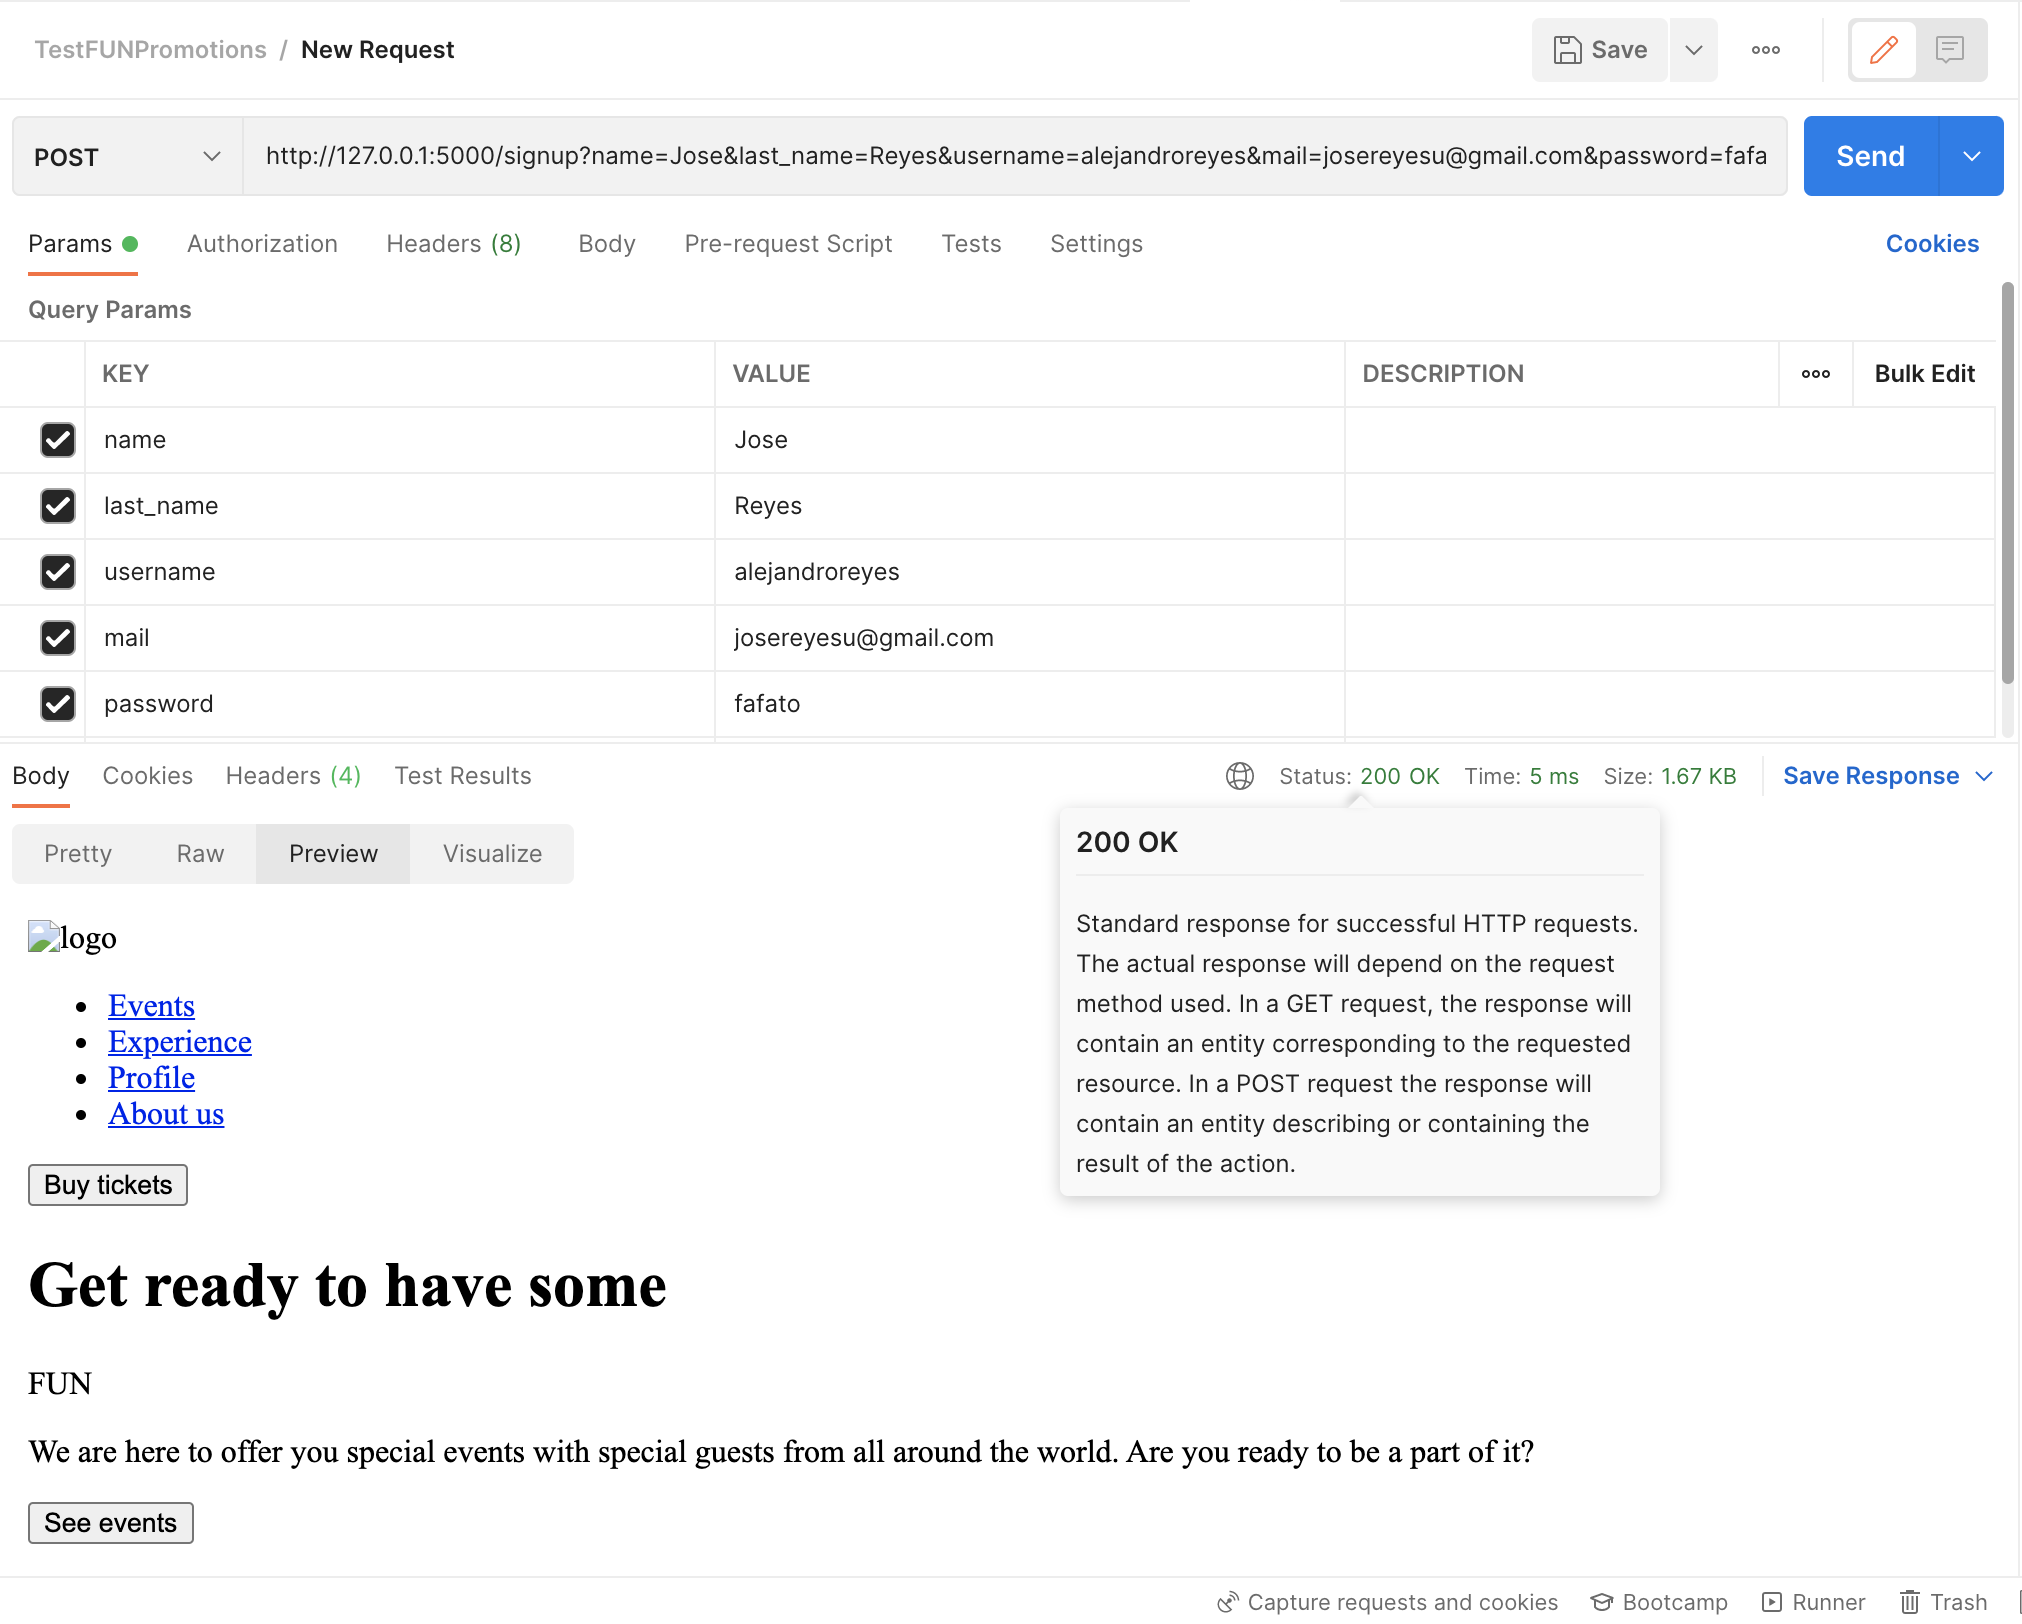 TestFUNPromotions / New Request
Save
POST
http://127.0.0.1:5000/signup?name=Jose&last_name=Reyes&username=alejandroreyes&mail=josereyesu@gmail.com&password=fafa
Send
Params Authorization Headers (8) Body Pre-request Script Tests Settings Cookies
Query Params
KEY VALUE DESCRIPTION ooo Bulk Edit
name Jose
last_name Reyes
username alejandroreyes
mail josereyesu@gmail.com
password fafato
Body Cookies Headers (4) Test Results Status: 200 OK Time: 5 ms Size: 1.67 KB Save Response
Pretty Raw Preview Visualize
200 OK
Standard response for successful HTTP requests.
The actual response will depend on the request
method used. In a GET request, the response will
contain an entity corresponding to the requested
resource. In a POST request the response will
contain an entity describing or containing the
result of the action.
logo
Events
Experience
Profile
About us
Buy tickets
Get ready to have some
FUN
We are here to offer you special events with special guests from all around the world. Are you ready to be a part of it?
See events
Capture requests and cookies Bootcamp Runner Trash